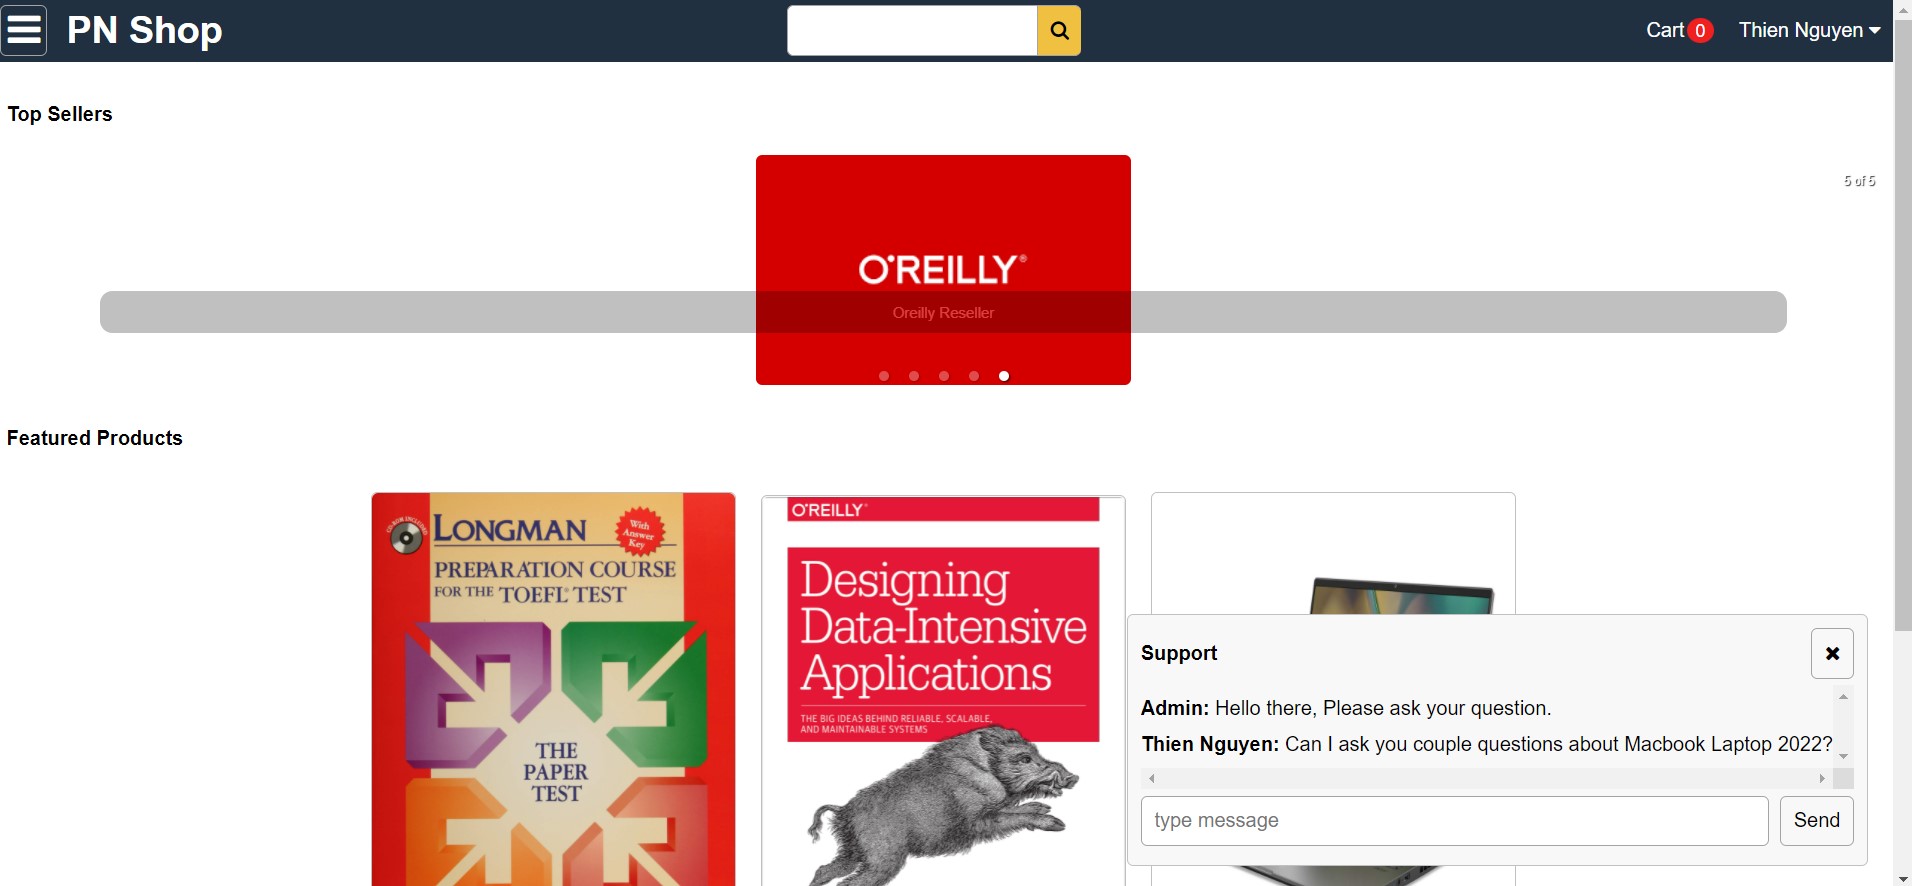 PN Shop
Cart 0
Thien Nguyen
Top Sellers
5 of 5
O'REILLY®
Oreilly Reseller
Featured Products
CD-ROM INCLUDED
LONGMAN
With
Answer
Key
PREPARATION COURSE
FOR THE TOEFL® TEST
THE
PAPER
TEST
O'REILLY®
Designing
Data-Intensive
Applications
THE BIG IDEAS BEHIND RELIABLE, SCALABLE,
AND MAINTAINABLE SYSTEMS
Support
Admin: Hello there, Please ask your question.
Thien Nguyen: Can I ask you couple questions about Macbook Laptop 2022?
type message
Send